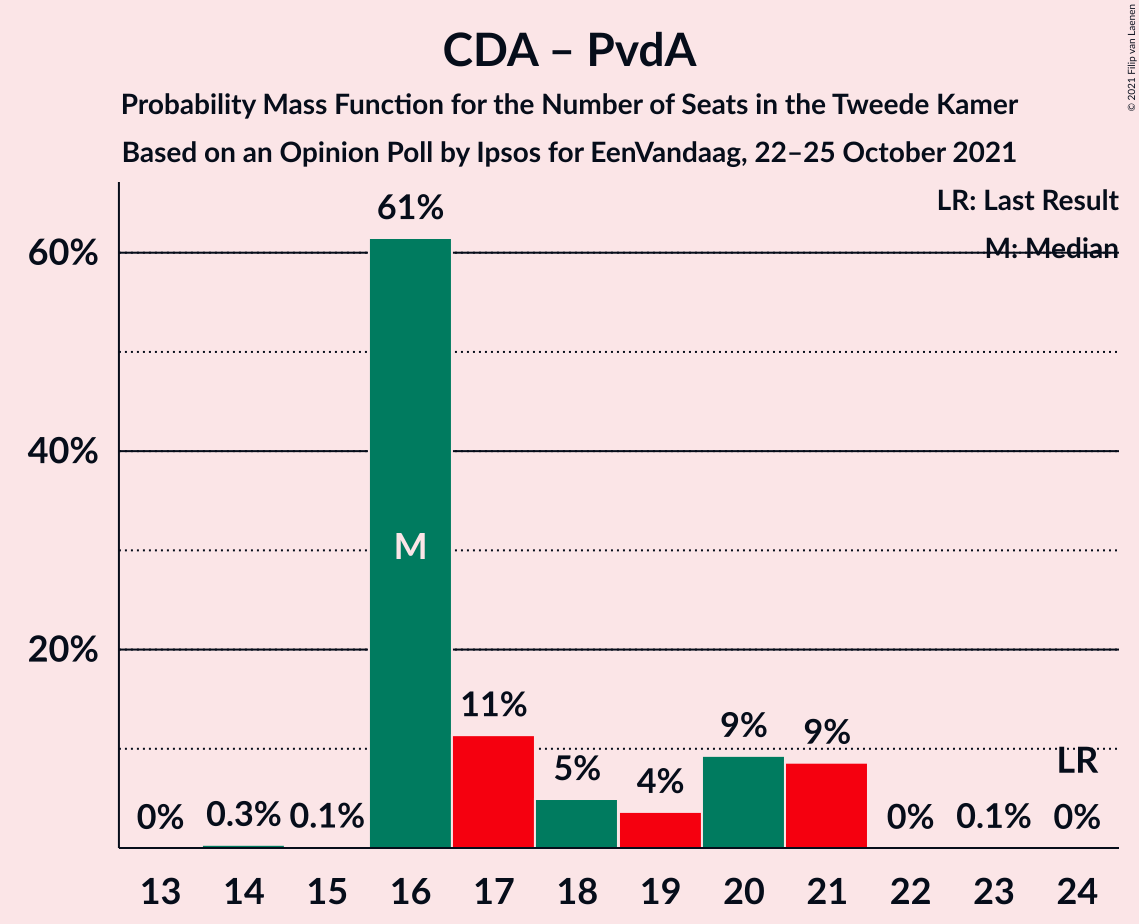 CDA – PvdA
Probability Mass Function for the Number of Seats in the Tweede Kamer
Based on an Opinion Poll by Ipsos for EenVandaag, 22–25 October 2021
© 2021 Filip van Laenen
LR: Last Result
M: Median
60%
40%
20%
61%
M
11%
5%
4%
9%
9%
LR
0%
0.3%
0.1%
0%
0.1%
0%
13 14 15 16 17 18 19 20 21 22 23 24